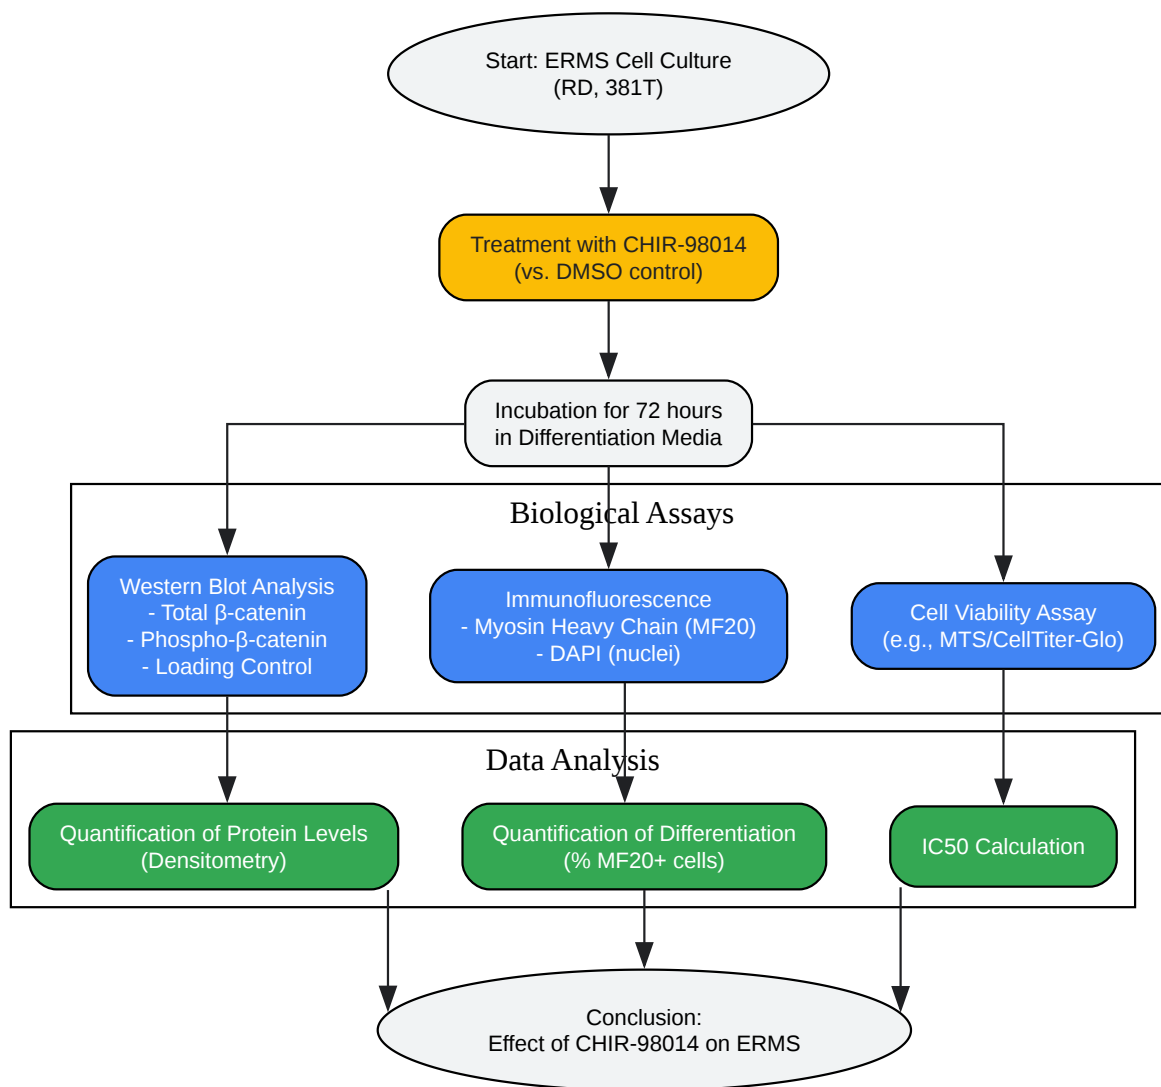 Start: ERMS Cell Culture
(RD, 381T)
Treatment with CHIR-98014
(vs. DMSO control)
Incubation for 72 hours
in Differentiation Media
Biological Assays
Western Blot Analysis
- Total β-catenin
- Phospho-β-catenin
- Loading Control
Immunofluorescence
- Myosin Heavy Chain (MF20)
- DAPI (nuclei)
Cell Viability Assay
(e.g., MTS/CellTiter-Glo)
Data Analysis
Quantification of Protein Levels
(Densitometry)
Quantification of Differentiation
(% MF20+ cells)
IC50 Calculation
Conclusion:
Effect of CHIR-98014 on ERMS